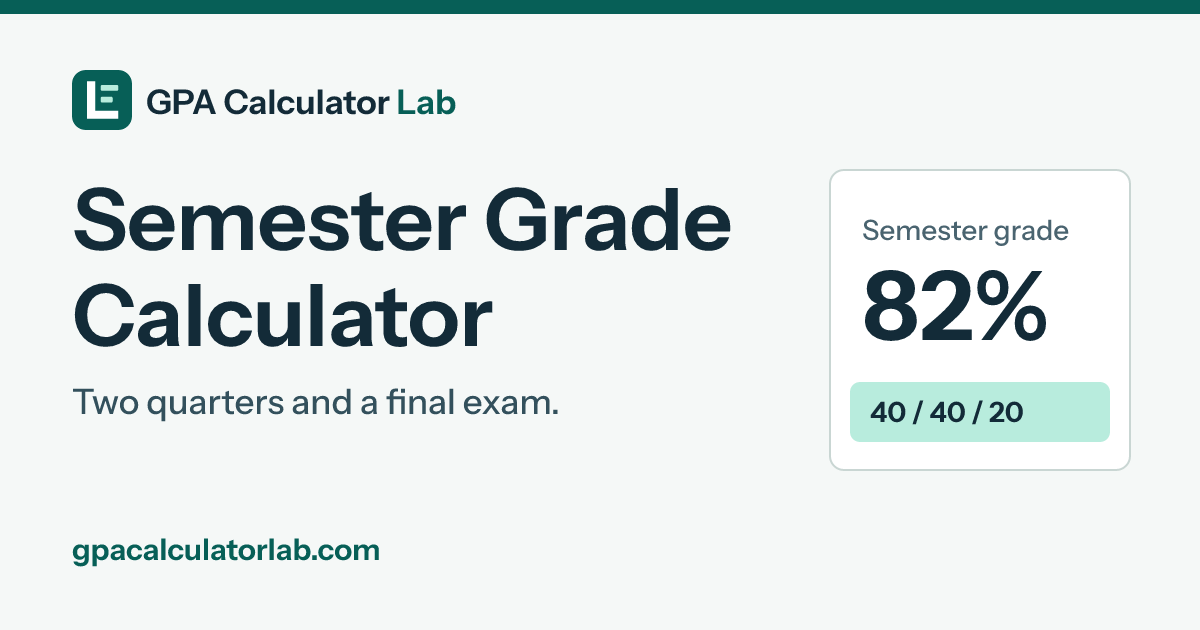 GPA Calculator Lab
Semester Grade
Calculator
Two quarters and a final exam.
Semester grade
82%
40 / 40 / 20
gpacalculatorlab.com